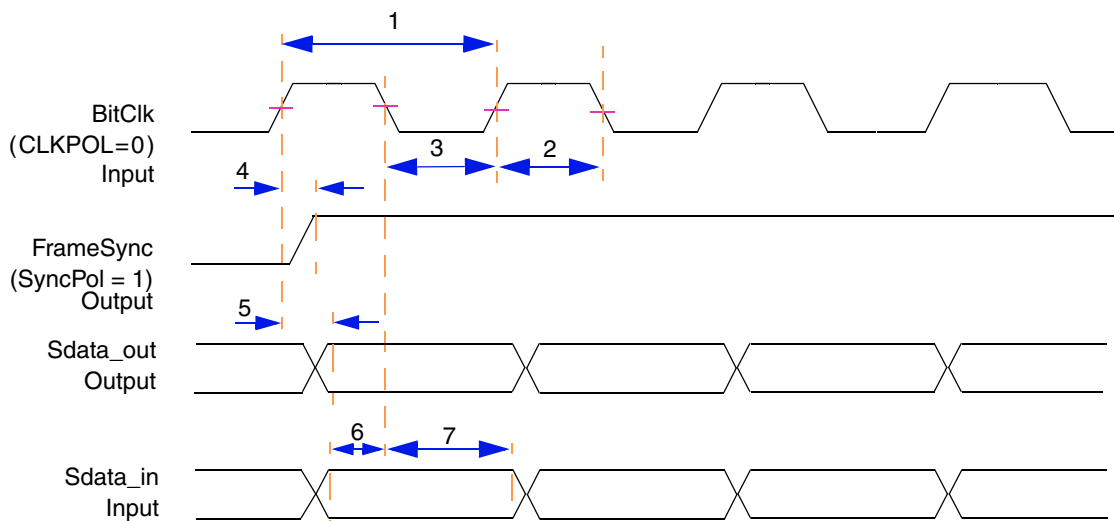 1
BitClk
(CLKPOL=0)
Input
3
2
4
FrameSync
(SyncPol = 1)
Output
5
Sdata_out
Output
6
7
Sdata_in
Input